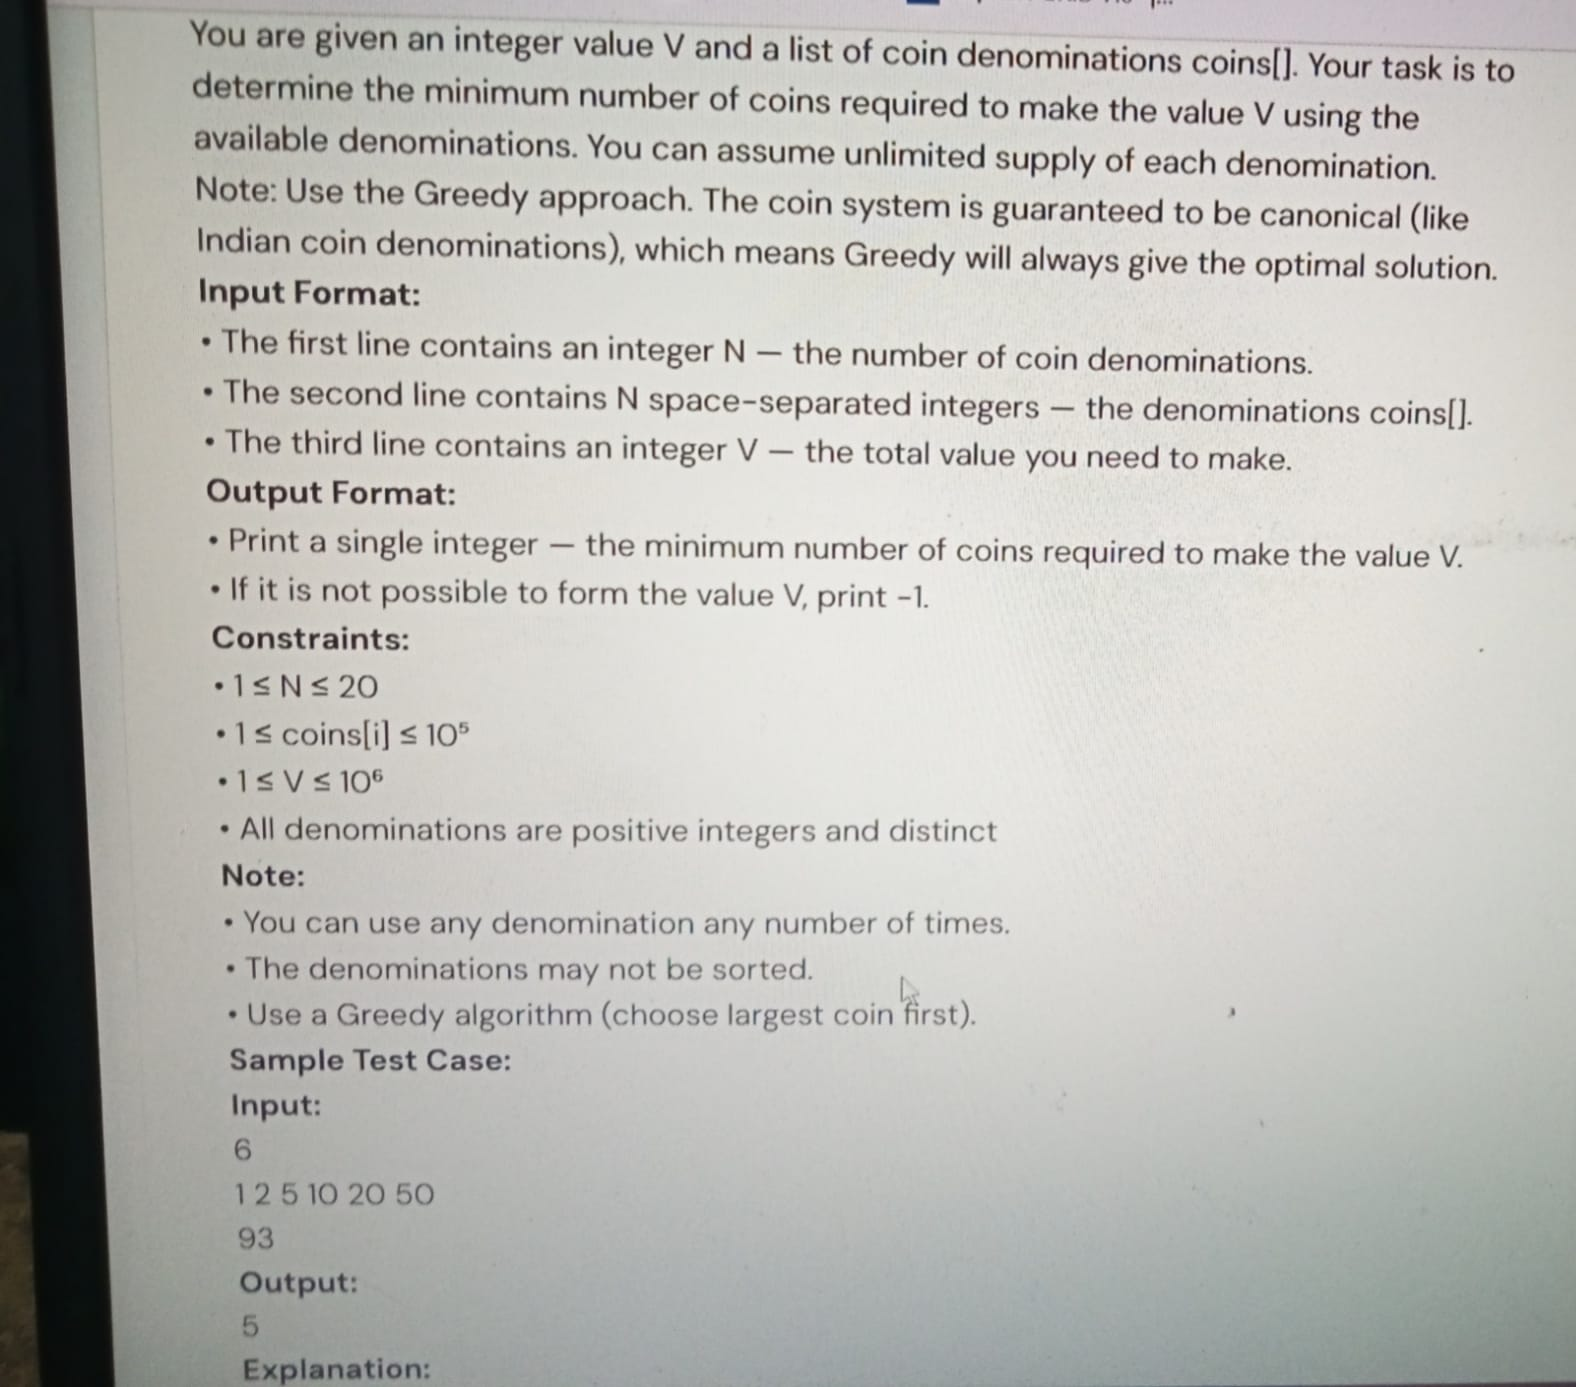 You are given an integer value V and a list of coin denominations coins[]. Your task is to
determine the minimum number of coins required to make the value V using the
available denominations. You can assume unlimited supply of each denomination.
Note: Use the Greedy approach. The coin system is guaranteed to be canonical (like
Indian coin denominations), which means Greedy will always give the optimal solution.
Input Format:
• The first line contains an integer N — the number of coin denominations.
• The second line contains N space-separated integers — the denominations coins[].
• The third line contains an integer V — the total value you need to make.
Output Format:
• Print a single integer — the minimum number of coins required to make the value V.
• If it is not possible to form the value V, print -1.
Constraints:
• 1 ≤ N ≤ 20
• 1 ≤ coins[i] ≤ 10⁵
• 1 ≤ V ≤ 10⁶
• All denominations are positive integers and distinct
Note:
• You can use any denomination any number of times.
• The denominations may not be sorted.
• Use a Greedy algorithm (choose largest coin first).
Sample Test Case:
Input:
6
1 2 5 10 20 50
93
Output:
5
Explanation: